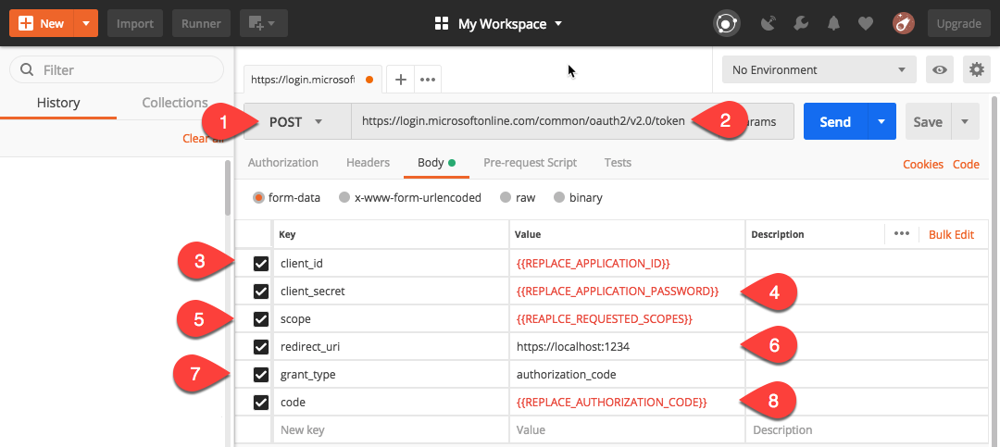 New Import Runner My Workspace Upgrade
Filter
https://login.microsoft No Environment
History Collections
1 POST https://login.microsoftonline.com/common/oauth2/v2.0/token 2 Send Save
Clear all
Authorization Headers Body Pre-request Script Tests Cookies Code
form-data x-www-form-urlencoded raw binary
Key Value Description Bulk Edit
3 client_id {{REPLACE_APPLICATION_ID}}
client_secret {{REPLACE_APPLICATION_PASSWORD}} 4
5 scope {{REAPLCE_REQUESTED_SCOPES}}
redirect_uri https://localhost:1234 6
7 grant_type authorization_code
code {{REPLACE_AUTHORIZATION_CODE}} 8
New key Value Description